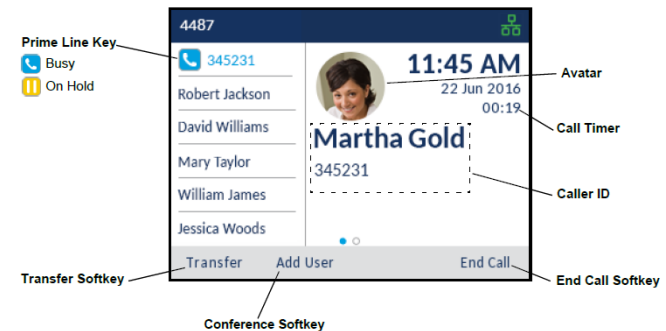 4487
Prime Line Key
Busy
On Hold
345231
Robert Jackson
David Williams
Mary Taylor
William James
Jessica Woods
11:45 AM
22 Jun 2016
00:19
Martha Gold
345231
Avatar
Call Timer
Caller ID
Transfer
Add User
End Call
Transfer Softkey
Conference Softkey
End Call Softkey